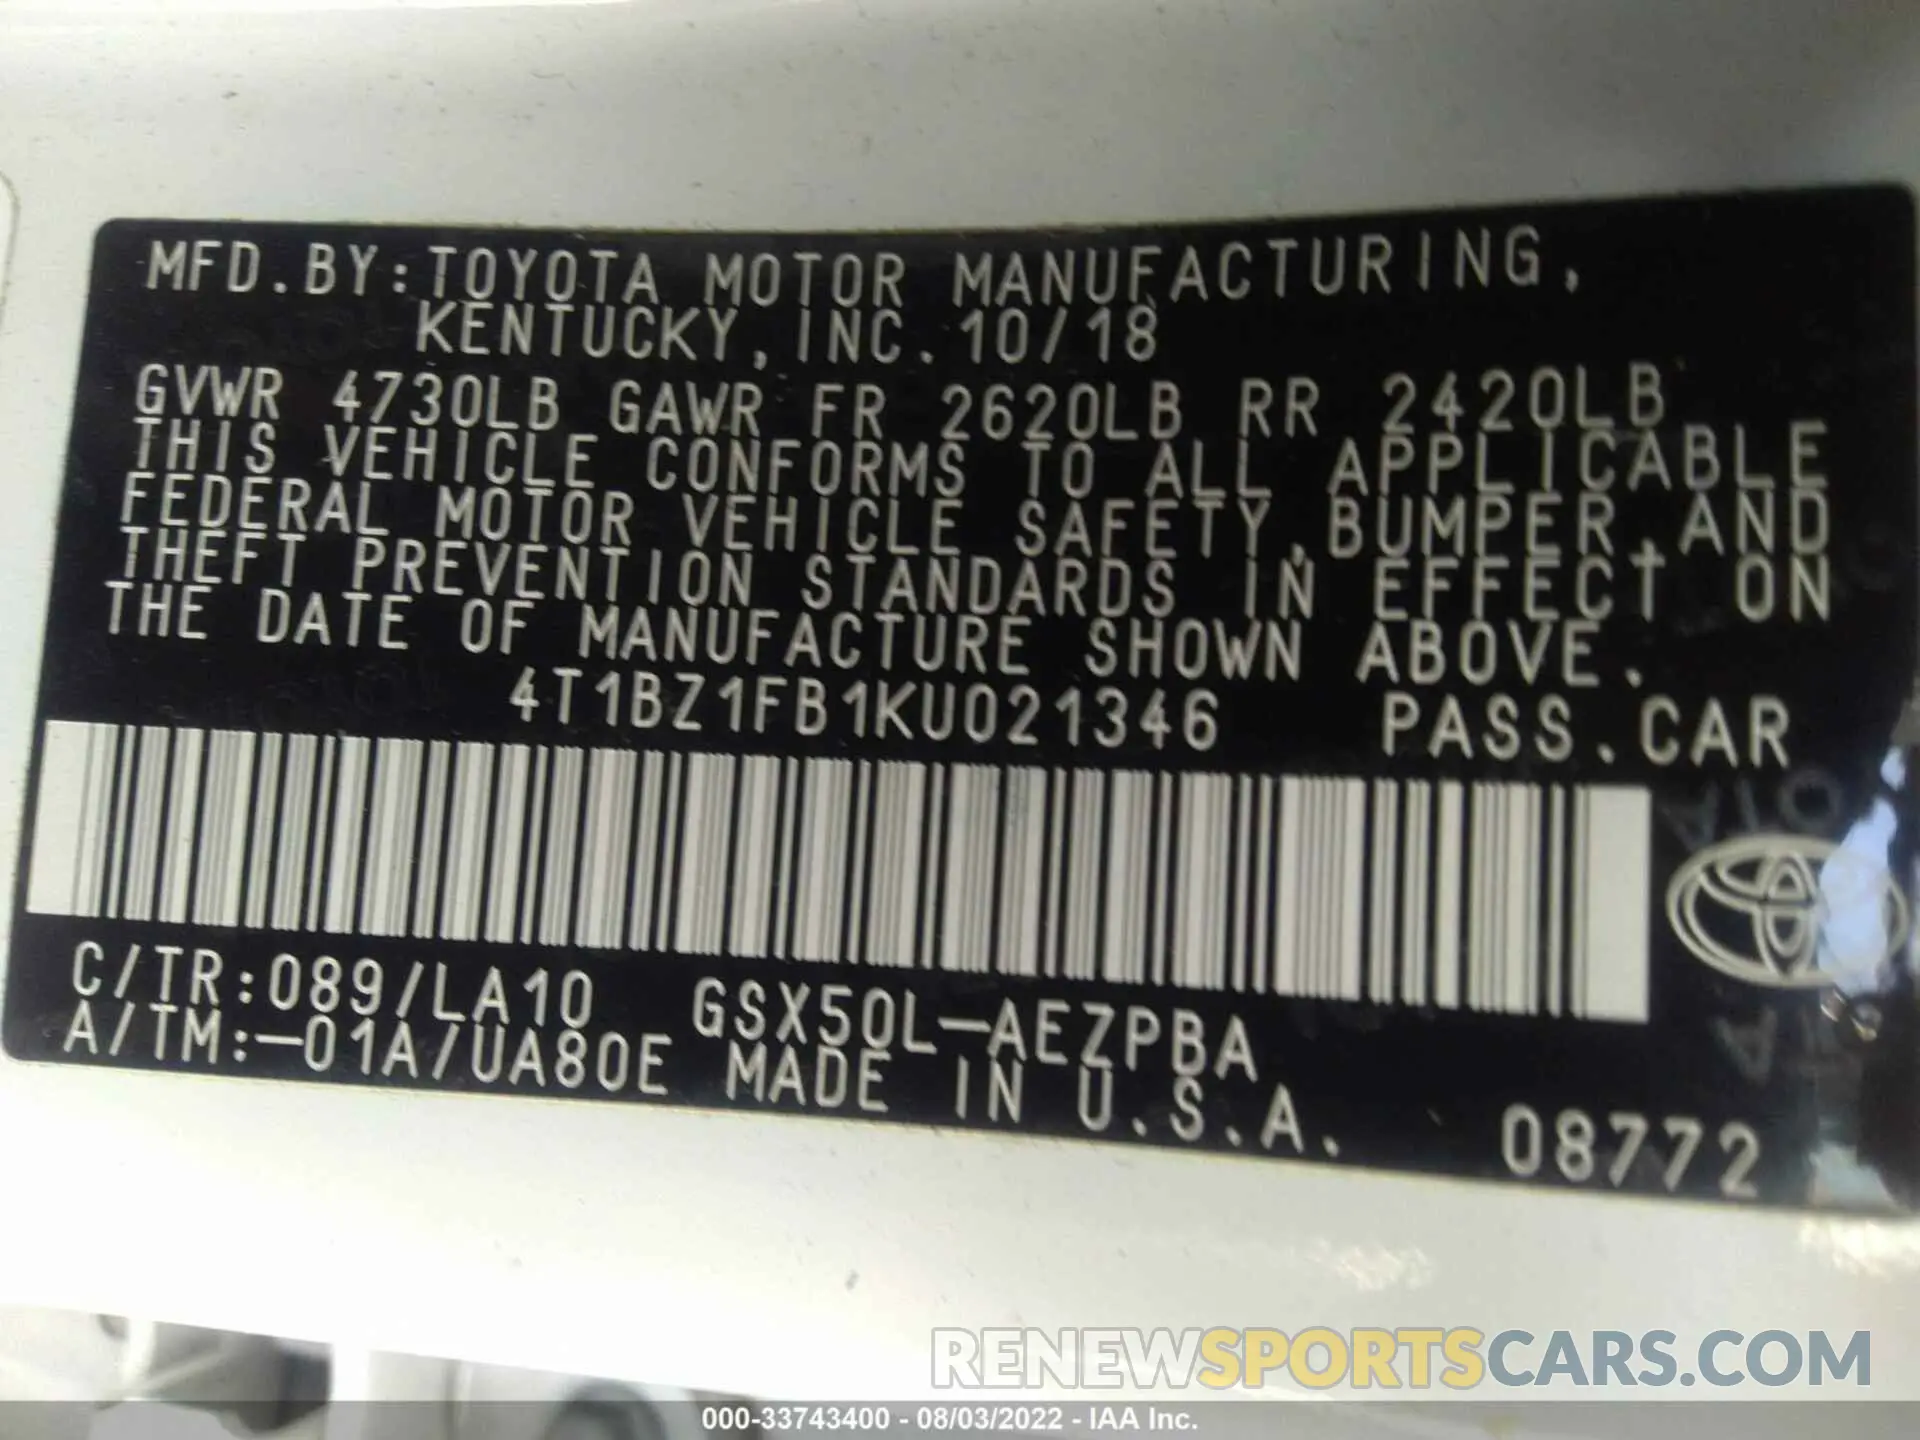 MFD.BY:TOYOTA MOTOR MANUFACTURING,
KENTUCKY,INC.10/18
GVWR 4730LB GAWR FR 2620LB RR 2420LB
THIS VEHICLE CONFORMS TO ALL APPLICABLE
FEDERAL MOTOR VEHICLE SAFETY,BUMPER,AND
THEFT PREVENTION STANDARDS IN EFFECT ON
THE DATE OF MANUFACTURE SHOWN ABOVE.
4T1BZ1FB1KU021346 PASS.CAR
C/TR:089/LA10 GSX50L-AEZPBA
A/TM:-01A/UA80E MADE IN U.S.A.
08772
RENEWSPORTSCARS.COM
000-33743400 - 08/03/2022 - IAA Inc.